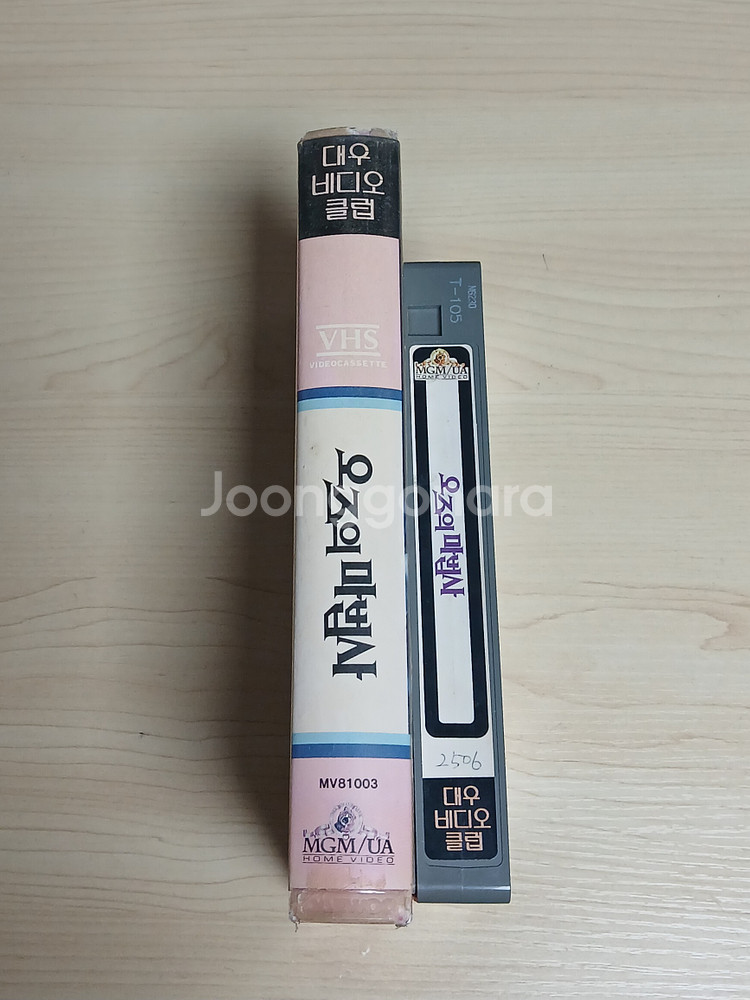 대우
비디오
클럽
VHS
VIDEOCASSETTE
오즈의 마법사
MV81003
MGM/UA
HOME VIDEO
T-105
MGM/UA
HOME VIDEO
오즈의 마법사
2506
대우
비디오
클럽
Joonggonara